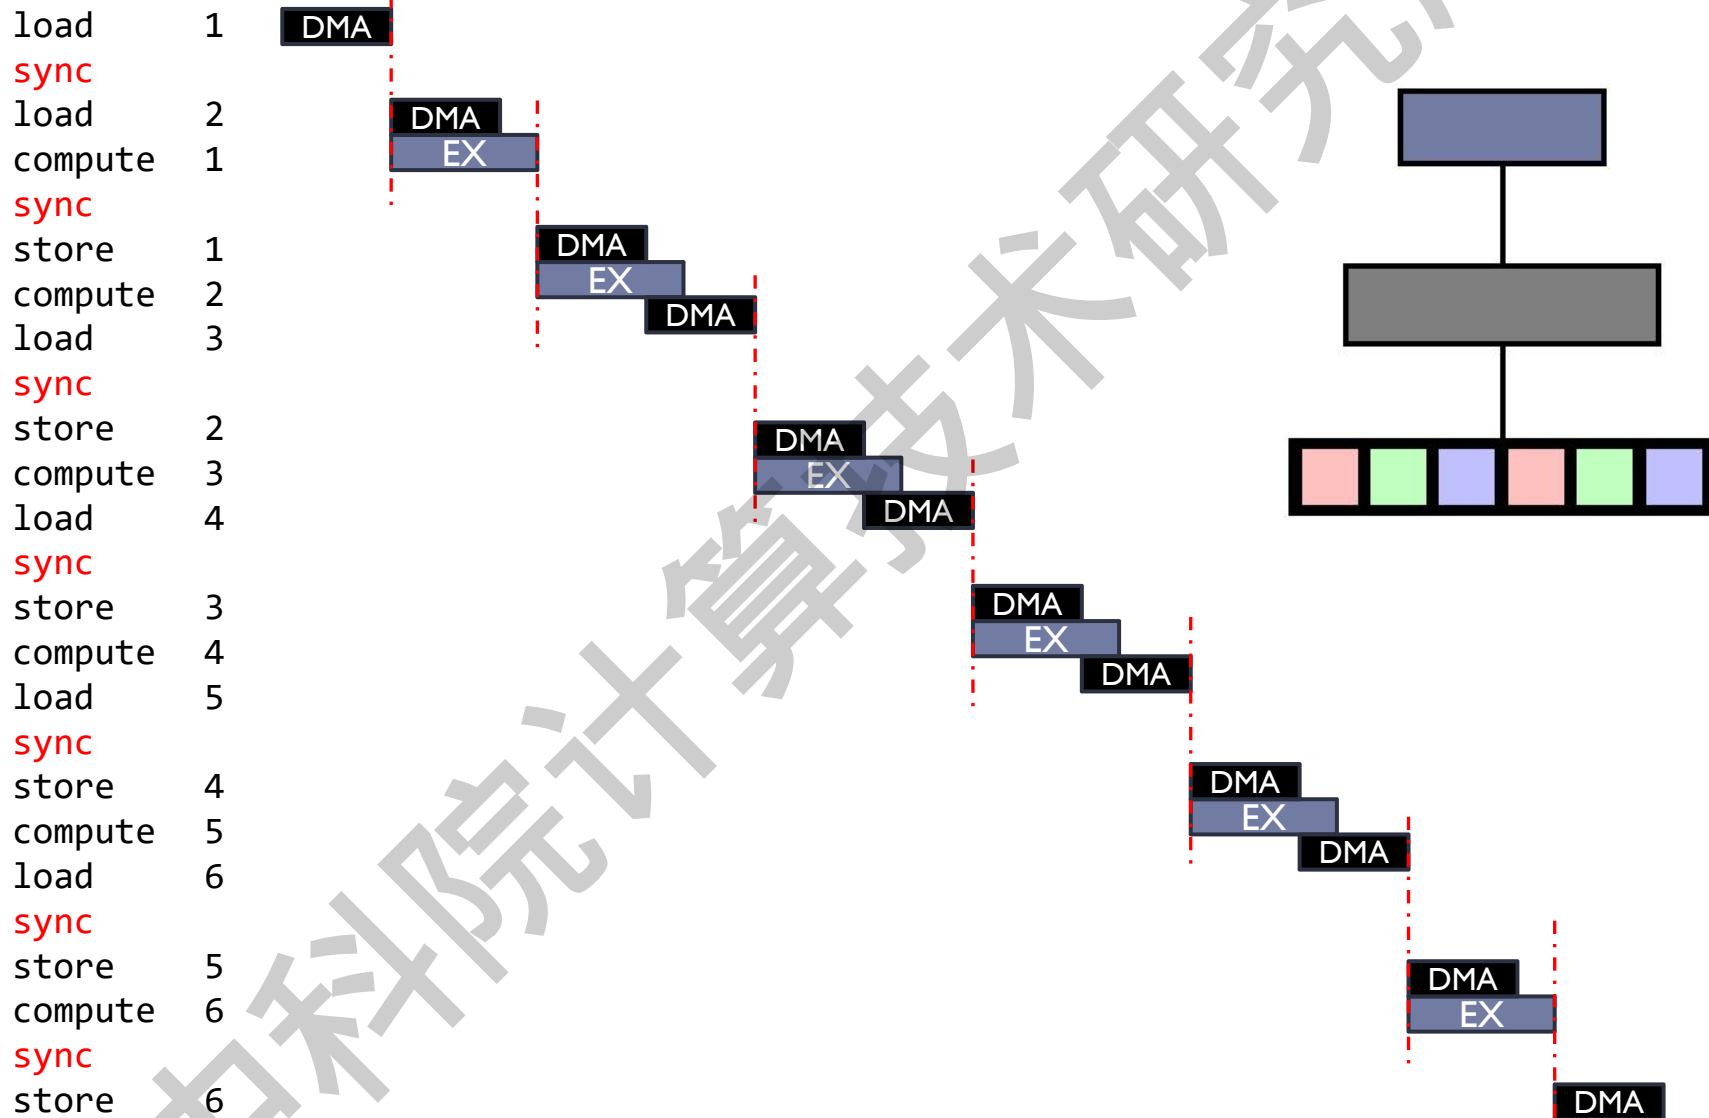 load 1 DMA
sync
load 2 DMA
compute 1 EX
sync
store 1 DMA
compute 2 EX
load 3 DMA
sync
store 2 DMA
compute 3 EX
load 4 DMA
sync
store 3 DMA
compute 4 EX
load 5 DMA
sync
store 4 DMA
compute 5 EX
load 6 DMA
sync
store 5 DMA
compute 6 EX
sync
store 6 DMA
中科院计算技术研究